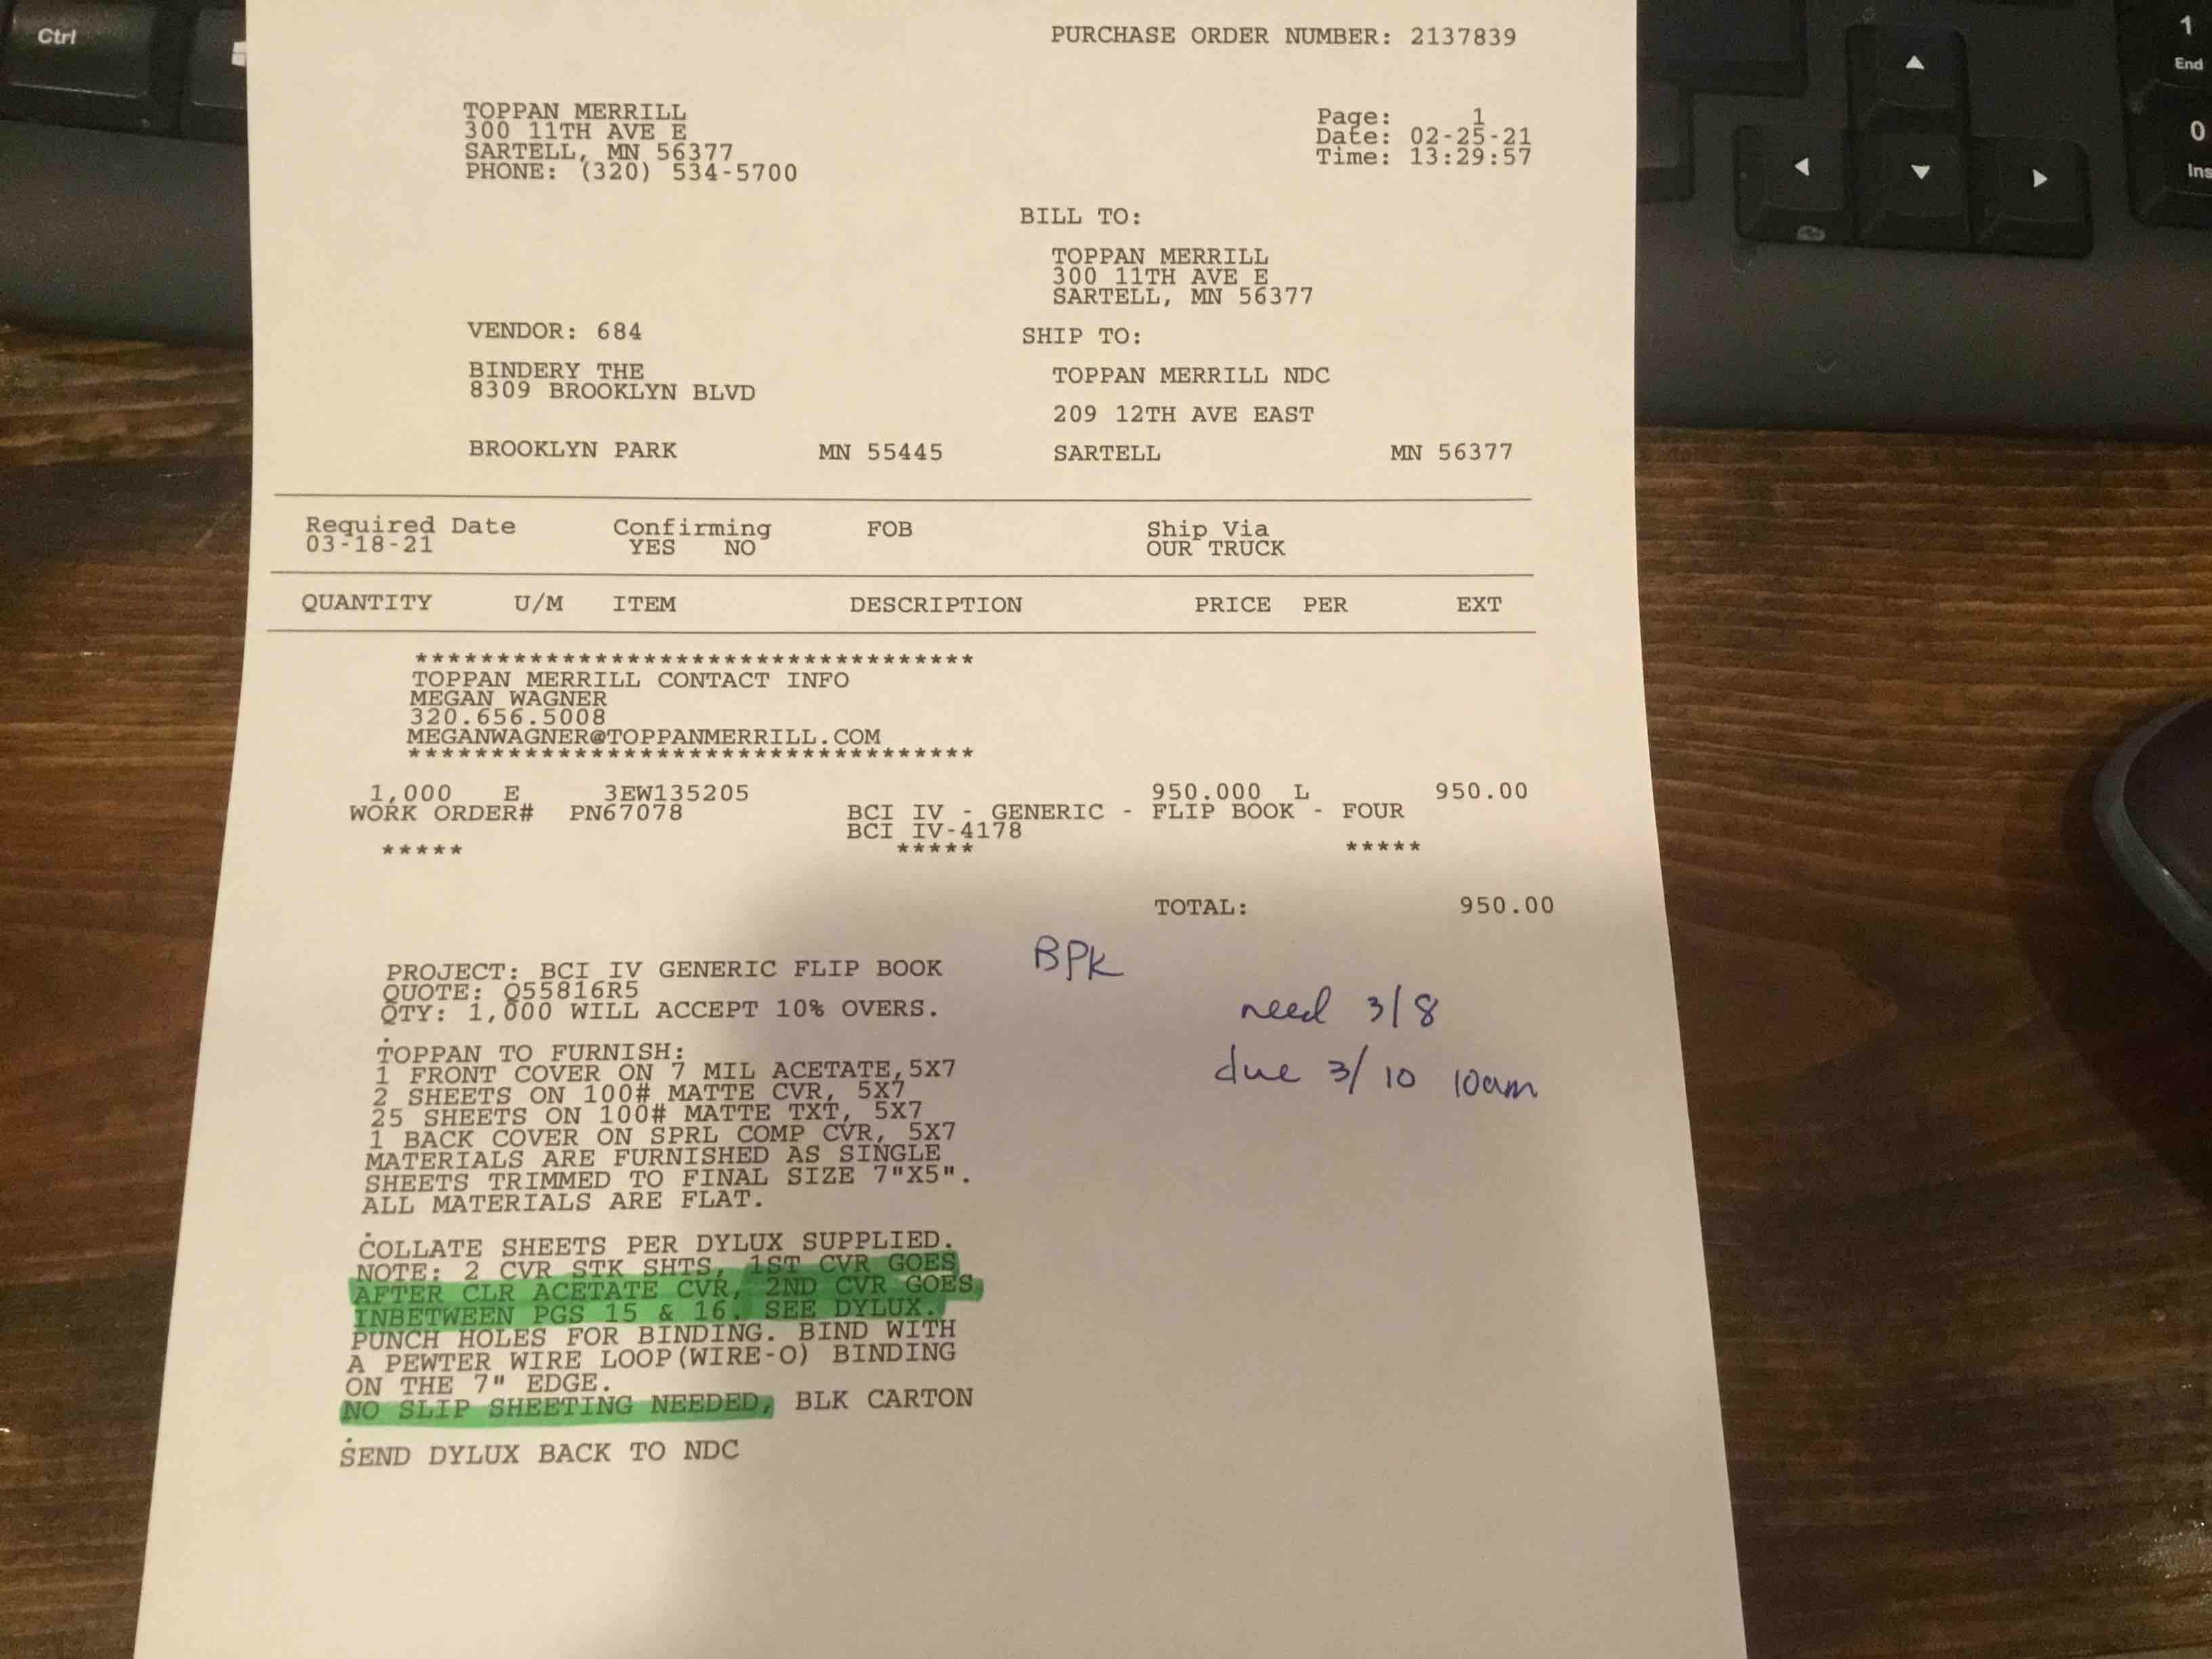 Ctrl
1
End
0
Ins
PURCHASE ORDER NUMBER: 2137839
TOPPAN MERRILL
300 11TH AVE E
SARTELL, MN 56377
PHONE: (320) 534-5700
Page: 1
Date: 02-25-21
Time: 13:29:57
BILL TO:
TOPPAN MERRILL
300 11TH AVE E
SARTELL, MN 56377
VENDOR: 684
BINDERY THE
8309 BROOKLYN BLVD
BROOKLYN PARK MN 55445
SHIP TO:
TOPPAN MERRILL NDC
209 12TH AVE EAST
SARTELL MN 56377
Required Date Confirming FOB Ship Via
03-18-21 YES NO OUR TRUCK
QUANTITY U/M ITEM DESCRIPTION PRICE PER EXT
***********************************
TOPPAN MERRILL CONTACT INFO
MEGAN WAGNER
320.656.5008
MEGANWAGNER@TOPPANMERRILL.COM
***********************************
1,000 E 3EW135205 950.000 L 950.00
WORK ORDER# PN67078 BCI IV - GENERIC - FLIP BOOK - FOUR
BCI IV-4178
***** ***** *****
TOTAL: 950.00
PROJECT: BCI IV GENERIC FLIP BOOK
QUOTE: Q55816R5
QTY: 1,000 WILL ACCEPT 10% OVERS.
.
TOPPAN TO FURNISH:
1 FRONT COVER ON 7 MIL ACETATE,5X7
2 SHEETS ON 100# MATTE CVR, 5X7
25 SHEETS ON 100# MATTE TXT, 5X7
1 BACK COVER ON SPRL COMP CVR, 5X7
MATERIALS ARE FURNISHED AS SINGLE
SHEETS TRIMMED TO FINAL SIZE 7"X5".
ALL MATERIALS ARE FLAT.
.
COLLATE SHEETS PER DYLUX SUPPLIED.
NOTE: 2 CVR STK SHTS, 1ST CVR GOES
AFTER CLR ACETATE CVR, 2ND CVR GOES
INBETWEEN PGS 15 & 16. SEE DYLUX.
PUNCH HOLES FOR BINDING. BIND WITH
A PEWTER WIRE LOOP(WIRE-O) BINDING
ON THE 7" EDGE.
NO SLIP SHEETING NEEDED, BLK CARTON
.
SEND DYLUX BACK TO NDC
BPK
need 3/8
due 3/10 10am